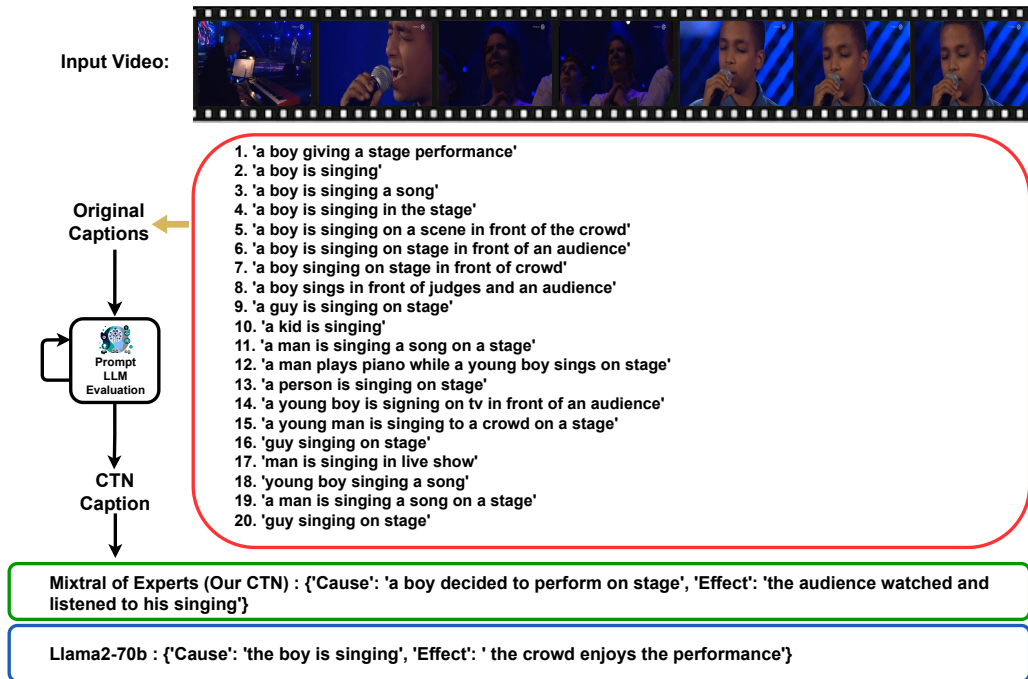 Input Video:
1. 'a boy giving a stage performance'
2. 'a boy is singing'
3. 'a boy is singing a song'
4. 'a boy is singing in the stage'
5. 'a boy is singing on a scene in front of the crowd'
6. 'a boy is singing on stage in front of an audience'
7. 'a boy singing on stage in front of crowd'
8. 'a boy sings in front of judges and an audience'
9. 'a guy is singing on stage'
10. 'a kid is singing'
11. 'a man is singing a song on a stage'
12. 'a man plays piano while a young boy sings on stage'
13. 'a person is singing on stage'
14. 'a young boy is signing on tv in front of an audience'
15. 'a young man is singing to a crowd on a stage'
16. 'guy singing on stage'
17. 'man is singing in live show'
18. 'young boy singing a song'
19. 'a man is singing a song on a stage'
20. 'guy singing on stage'
Original
Captions
Prompt
LLM
Evaluation
CTN
Caption
Mixtral of Experts (Our CTN) : {'Cause': 'a boy decided to perform on stage', 'Effect': 'the audience watched and
listened to his singing'}
Llama2-70b : {'Cause': 'the boy is singing', 'Effect': ' the crowd enjoys the performance'}